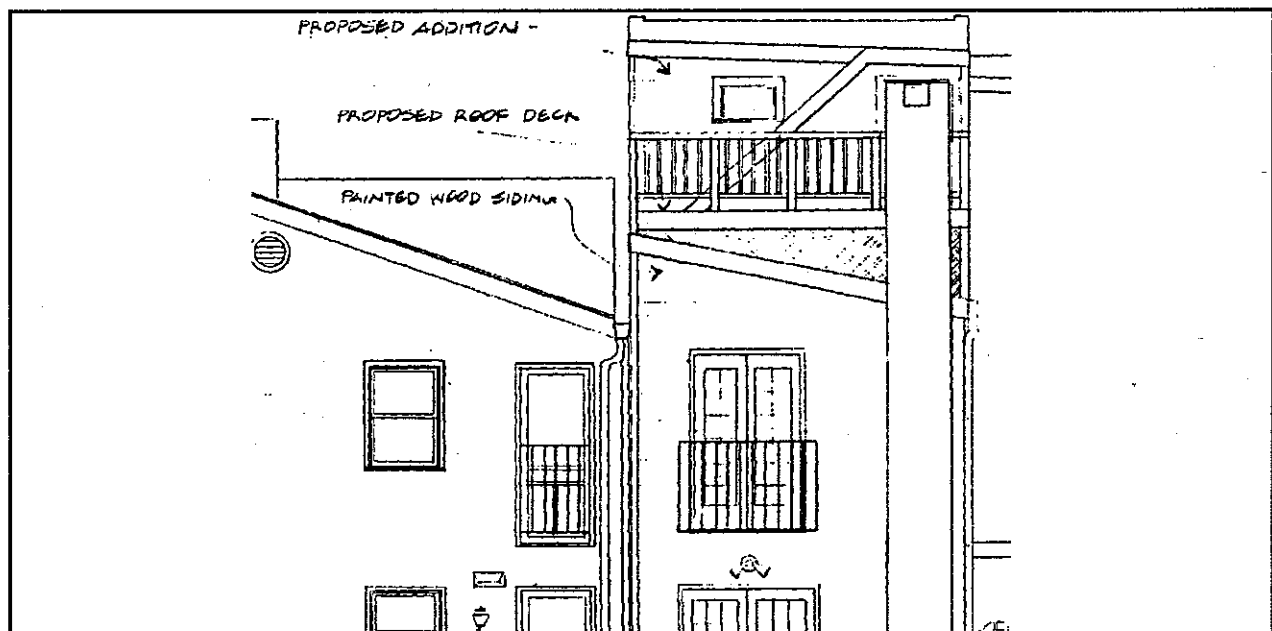 PROPOSED ADDITION -
PROPOSED ROOF DECK
PAINTED WOOD SIDING